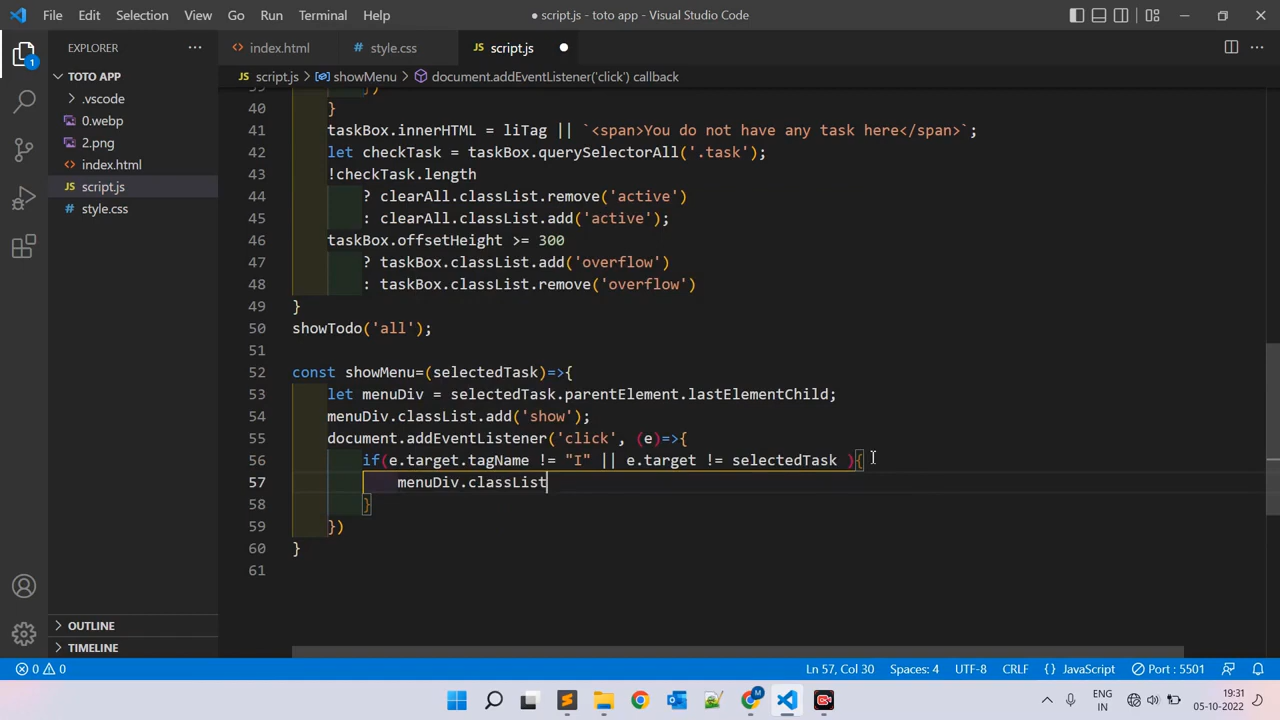 File Edit Selection View Go Run Terminal Help
● script.js - toto app - Visual Studio Code
EXPLORER
index.html
style.css
script.js
TOTO APP
script.js > showMenu > document.addEventListener('click') callback
.vscode
0.webp
2.png
index.html
script.js
style.css
40 }
41 taskBox.innerHTML = liTag || `<span>You do not have any task here</span>`;
42 let checkTask = taskBox.querySelectorAll('.task');
43 !checkTask.length
44 ? clearAll.classList.remove('active')
45 : clearAll.classList.add('active');
46 taskBox.offsetHeight >= 300
47 ? taskBox.classList.add('overflow')
48 : taskBox.classList.remove('overflow')
49 }
50 showTodo('all');
51
52 const showMenu=(selectedTask)=>{
53 let menuDiv = selectedTask.parentElement.lastElementChild;
54 menuDiv.classList.add('show');
55 document.addEventListener('click', (e)=>{
56 if(e.target.tagName != "I" || e.target != selectedTask ){
57 menuDiv.classList
58 }
59 })
60 }
61
OUTLINE
TIMELINE
1
0 0
Ln 57, Col 30 Spaces: 4 UTF-8 CRLF {} JavaScript Port : 5501
ENG
IN
19:31
05-10-2022